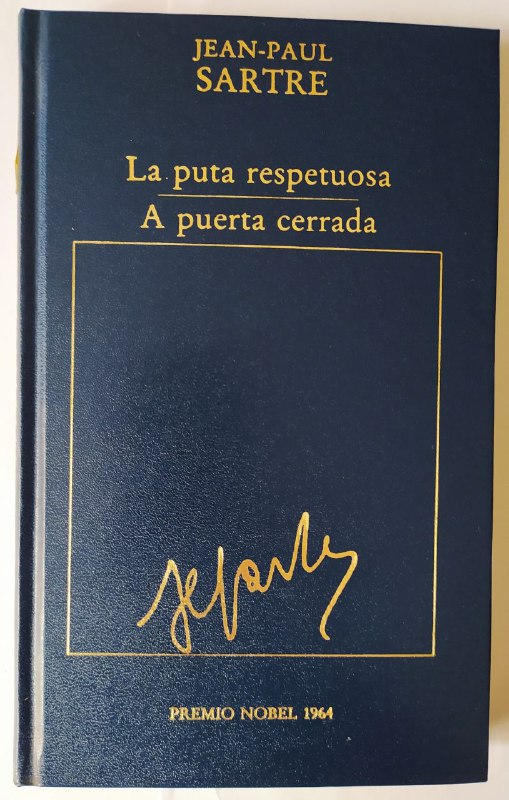 JEAN-PAUL
SARTRE
La puta respetuosa
A puerta cerrada
PREMIO NOBEL 1964